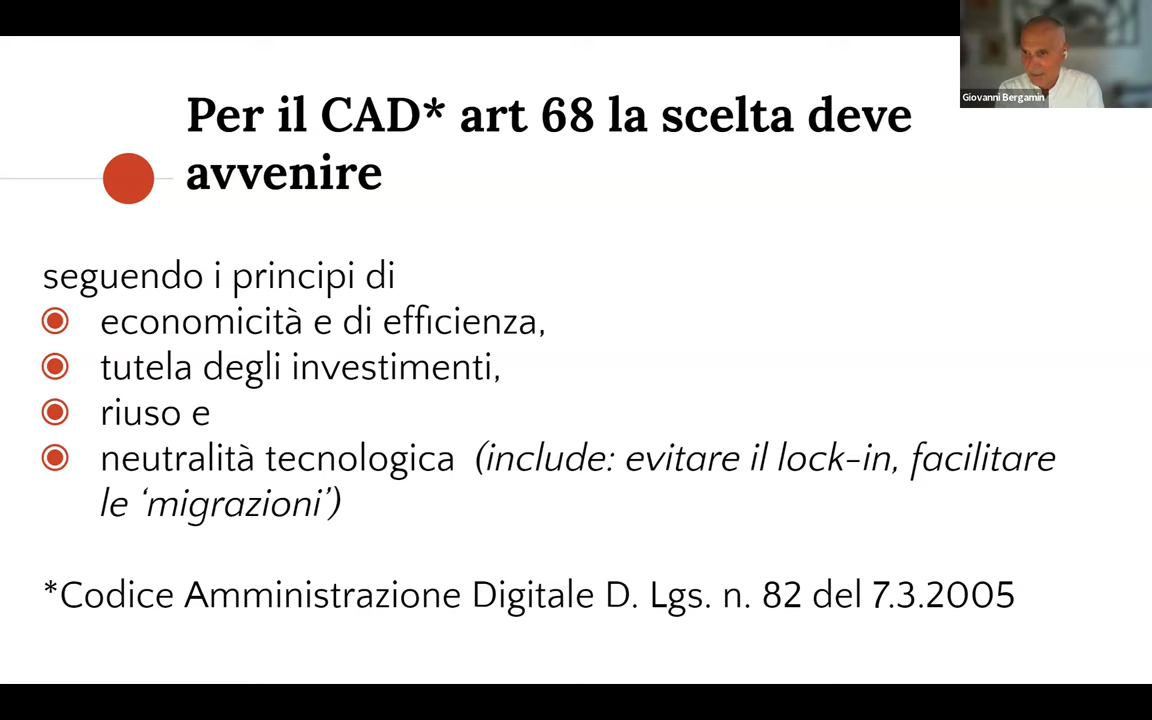 Per il CAD* art 68 la scelta deve
avvenire
Giovanni Bergamin
seguendo i principi di
economicità e di efficienza,
tutela degli investimenti,
riuso e
neutralità tecnologica (include: evitare il lock-in, facilitare
le ‘migrazioni’)
*Codice Amministrazione Digitale D. Lgs. n. 82 del 7.3.2005